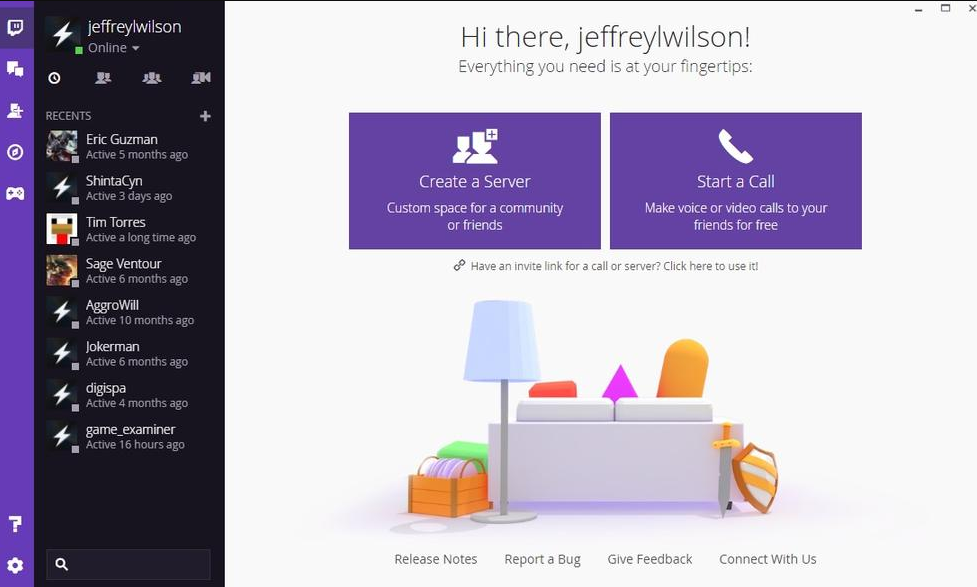 jeffreylwilson
Online
RECENTS
Eric Guzman
Active 5 months ago
ShintaCyn
Active 3 days ago
Tim Torres
Active a long time ago
Sage Ventour
Active 6 months ago
AggroWill
Active 10 months ago
Jokerman
Active 6 months ago
digispa
Active 4 months ago
game_examiner
Active 16 hours ago
Hi there, jeffreylwilson!
Everything you need is at your fingertips:
Create a Server
Custom space for a community
or friends
Start a Call
Make voice or video calls to your
friends for free
Have an invite link for a call or server? Click here to use it!
Release Notes Report a Bug Give Feedback Connect With Us